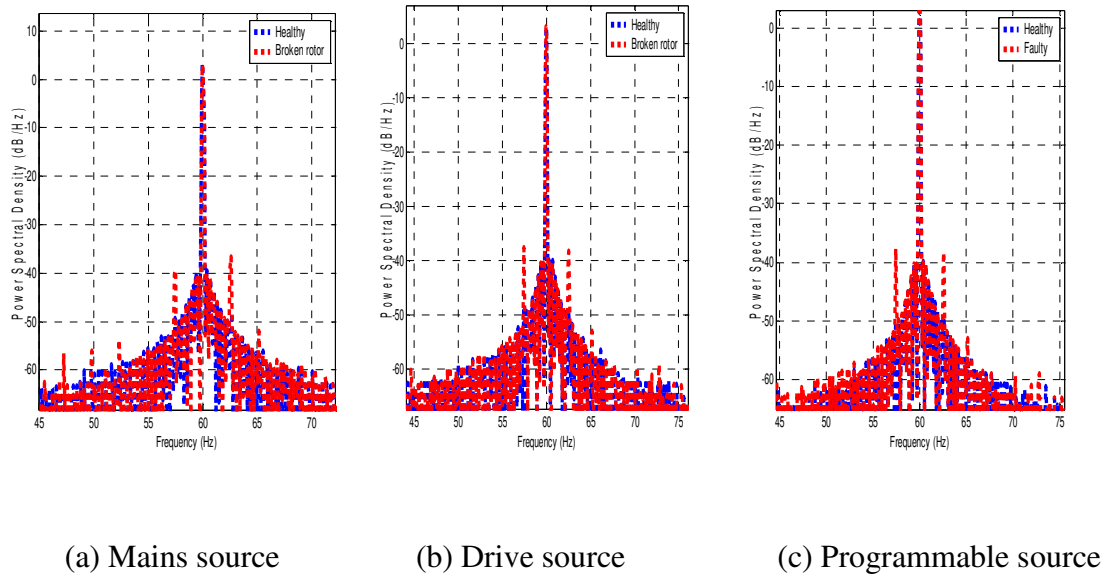 Healthy
Broken rotor
Power Spectral Density (dB/Hz)
10
0
-10
-20
-30
-40
-50
-60
45 50 55 60 65 70
Frequency (Hz)
Healthy
Broken rotor
Power Spectral Density (dB/Hz)
0
-10
-20
-30
-40
-50
-60
45 50 55 60 65 70 75
Frequency (Hz)
Healthy
Faulty
Power Spectral Density (dB/Hz)
0
-10
-20
-30
-40
-50
-60
45 50 55 60 65 70 75
Frequency (Hz)
(a) Mains source
(b) Drive source
(c) Programmable source